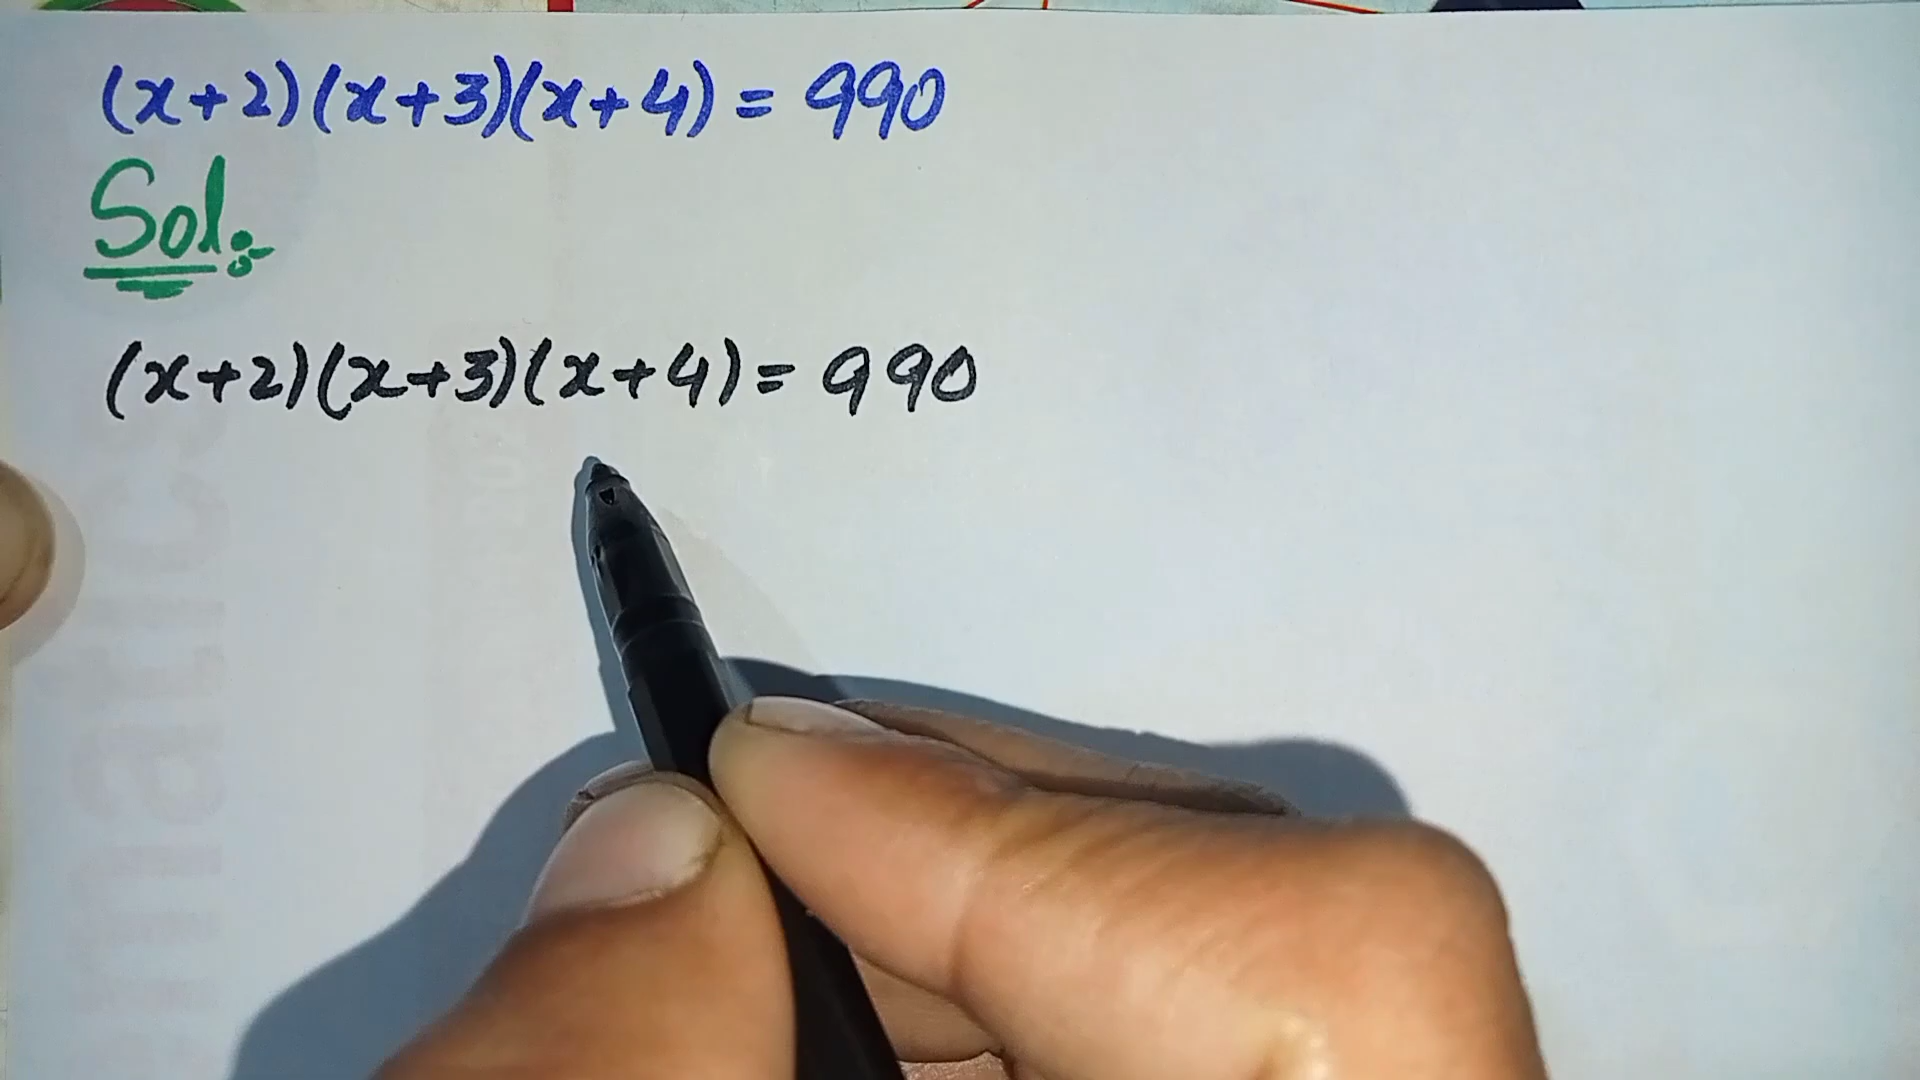 (x+2)(x+3)(x+4) = 990
Sol:-
(x+2)(x+3)(x+4) = 990